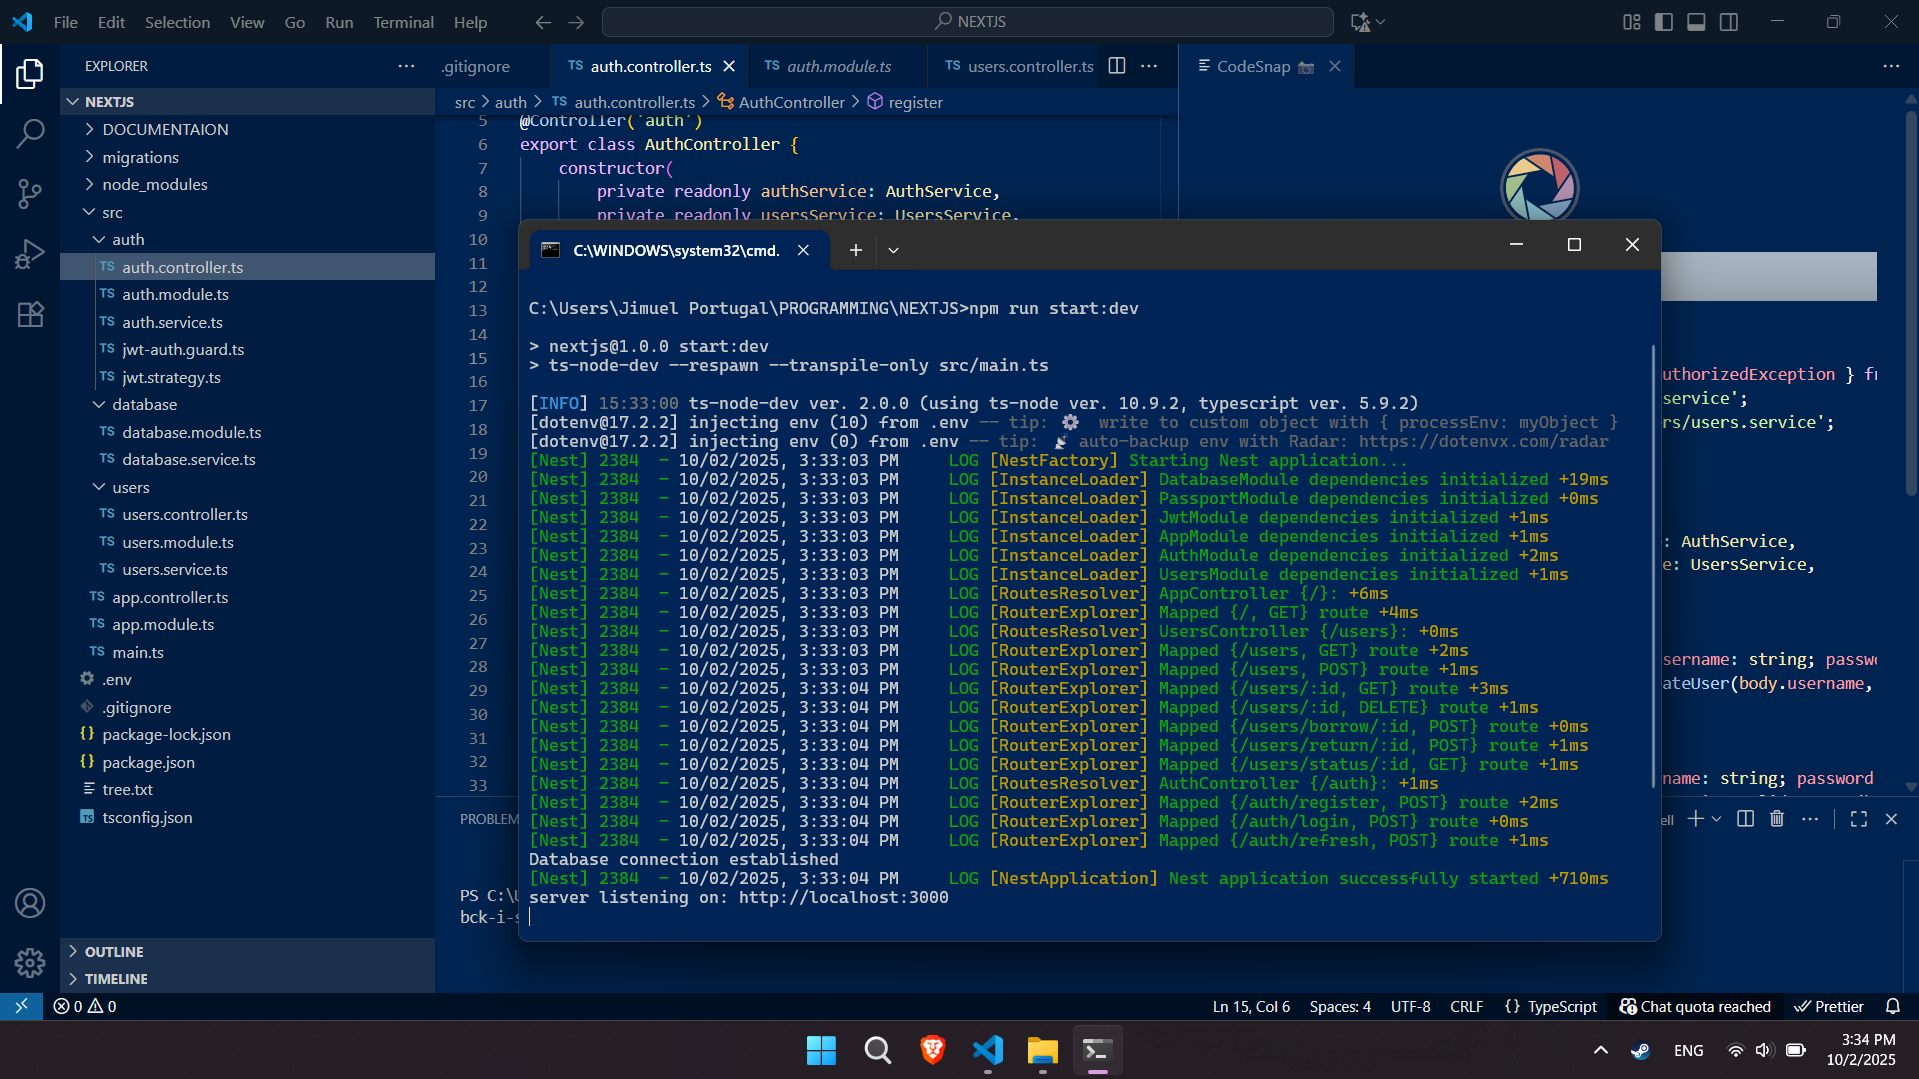 File Edit Selection View Go Run Terminal Help
NEXTJS
EXPLORER
NEXTJS
DOCUMENTAION
migrations
node_modules
src
auth
TS auth.controller.ts
TS auth.module.ts
TS auth.service.ts
TS jwt-auth.guard.ts
TS jwt.strategy.ts
database
TS database.module.ts
TS database.service.ts
users
TS users.controller.ts
TS users.module.ts
TS users.service.ts
TS app.controller.ts
TS app.module.ts
TS main.ts
.env
.gitignore
{} package-lock.json
{} package.json
tree.txt
TS tsconfig.json
OUTLINE
TIMELINE
.gitignore
TS auth.controller.ts
TS auth.module.ts
TS users.controller.ts
CodeSnap 📷
src > auth > TS auth.controller.ts > AuthController > register
5 @Controller('auth')
6 export class AuthController {
7 constructor(
8 private readonly authService: AuthService,
9 private readonly usersService: UsersService,
10
11
12
13
14
15
16
17
18
19
20
21
22
23
24
25
26
27
28
29
30
31
32
33
C:\WINDOWS\system32\cmd.
C:\Users\Jimuel Portugal\PROGRAMMING\NEXTJS>npm run start:dev
> nextjs@1.0.0 start:dev
> ts-node-dev --respawn --transpile-only src/main.ts
[INFO] 15:33:00 ts-node-dev ver. 2.0.0 (using ts-node ver. 10.9.2, typescript ver. 5.9.2)
[dotenv@17.2.2] injecting env (10) from .env -- tip: ⚙️ write to custom object with { processEnv: myObject }
[dotenv@17.2.2] injecting env (0) from .env -- tip: 📡 auto-backup env with Radar: https://dotenvx.com/radar
[Nest] 2384 - 10/02/2025, 3:33:03 PM LOG [NestFactory] Starting Nest application...
[Nest] 2384 - 10/02/2025, 3:33:03 PM LOG [InstanceLoader] DatabaseModule dependencies initialized +19ms
[Nest] 2384 - 10/02/2025, 3:33:03 PM LOG [InstanceLoader] PassportModule dependencies initialized +0ms
[Nest] 2384 - 10/02/2025, 3:33:03 PM LOG [InstanceLoader] JwtModule dependencies initialized +1ms
[Nest] 2384 - 10/02/2025, 3:33:03 PM LOG [InstanceLoader] AppModule dependencies initialized +1ms
[Nest] 2384 - 10/02/2025, 3:33:03 PM LOG [InstanceLoader] AuthModule dependencies initialized +2ms
[Nest] 2384 - 10/02/2025, 3:33:03 PM LOG [InstanceLoader] UsersModule dependencies initialized +1ms
[Nest] 2384 - 10/02/2025, 3:33:03 PM LOG [RoutesResolver] AppController {/}: +6ms
[Nest] 2384 - 10/02/2025, 3:33:03 PM LOG [RouterExplorer] Mapped {/, GET} route +4ms
[Nest] 2384 - 10/02/2025, 3:33:03 PM LOG [RoutesResolver] UsersController {/users}: +0ms
[Nest] 2384 - 10/02/2025, 3:33:03 PM LOG [RouterExplorer] Mapped {/users, GET} route +2ms
[Nest] 2384 - 10/02/2025, 3:33:03 PM LOG [RouterExplorer] Mapped {/users, POST} route +1ms
[Nest] 2384 - 10/02/2025, 3:33:04 PM LOG [RouterExplorer] Mapped {/users/:id, GET} route +3ms
[Nest] 2384 - 10/02/2025, 3:33:04 PM LOG [RouterExplorer] Mapped {/users/:id, DELETE} route +1ms
[Nest] 2384 - 10/02/2025, 3:33:04 PM LOG [RouterExplorer] Mapped {/users/borrow/:id, POST} route +0ms
[Nest] 2384 - 10/02/2025, 3:33:04 PM LOG [RouterExplorer] Mapped {/users/return/:id, POST} route +1ms
[Nest] 2384 - 10/02/2025, 3:33:04 PM LOG [RouterExplorer] Mapped {/users/status/:id, GET} route +1ms
[Nest] 2384 - 10/02/2025, 3:33:04 PM LOG [RoutesResolver] AuthController {/auth}: +1ms
[Nest] 2384 - 10/02/2025, 3:33:04 PM LOG [RouterExplorer] Mapped {/auth/register, POST} route +2ms
[Nest] 2384 - 10/02/2025, 3:33:04 PM LOG [RouterExplorer] Mapped {/auth/login, POST} route +0ms
[Nest] 2384 - 10/02/2025, 3:33:04 PM LOG [RouterExplorer] Mapped {/auth/refresh, POST} route +1ms
Database connection established
[Nest] 2384 - 10/02/2025, 3:33:04 PM LOG [NestApplication] Nest application successfully started +710ms
server listening on: http://localhost:3000
uthorizedException } fr
service';
rs/users.service';
: AuthService,
e: UsersService,
sername: string; passw
ateUser(body.username,
name: string; password
PROBLEM
ell
PS C:\U
bck-i-s
0 0
Ln 15, Col 6
Spaces: 4
UTF-8
CRLF
{} TypeScript
Chat quota reached
Prettier
ENG
3:34 PM
10/2/2025